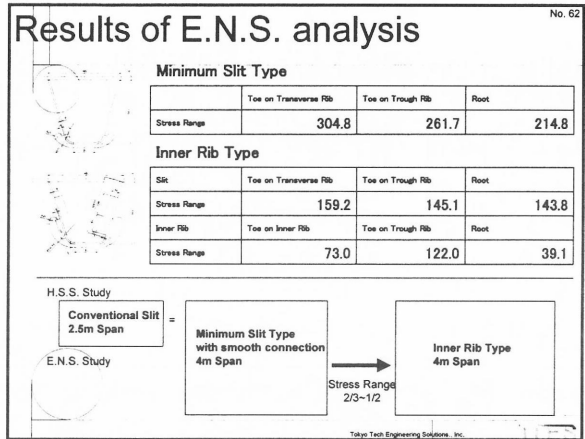 No. 62
Results of E.N.S. analysis
Minimum Slit Type
Toe on Transverse Rib Toe on Trough Rib Root
Stress Range 304.8 261.7 214.8
Inner Rib Type
Slit Toe on Transverse Rib Toe on Trough Rib Root
Stress Range 159.2 145.1 143.8
Inner Rib Toe on Inner Rib Toe on Trough Rib Root
Stress Range 73.0 122.0 39.1
H.S.S. Study
Conventional Slit
2.5m Span
=
Minimum Slit Type
with smooth connection
4m Span
Inner Rib Type
4m Span
E.N.S. Study
Stress Range
2/3~1/2
Tokyo Tech Engineering Solutions., Inc.